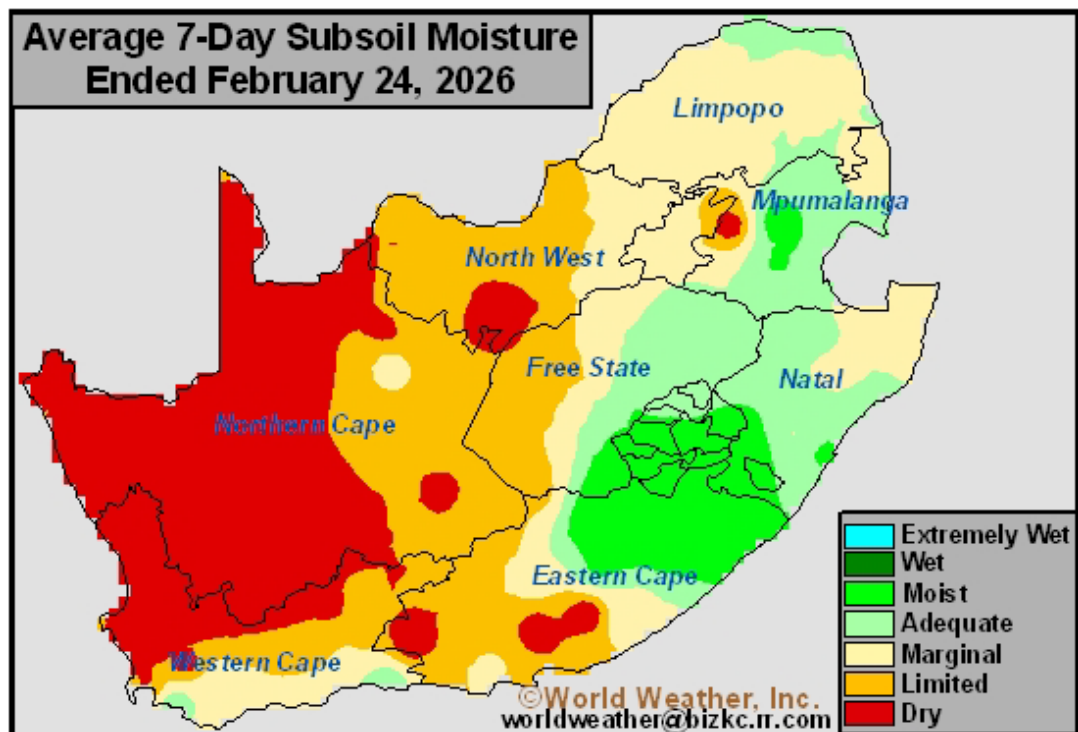 Average 7-Day Subsoil Moisture
Ended February 24, 2026
Limpopo
Mpumalanga
North West
Free State
Natal
Northern Cape
Eastern Cape
Western Cape
Extremely Wet
Wet
Moist
Adequate
Marginal
Limited
Dry
©World Weather, Inc.
worldweather@bizkc.rr.com